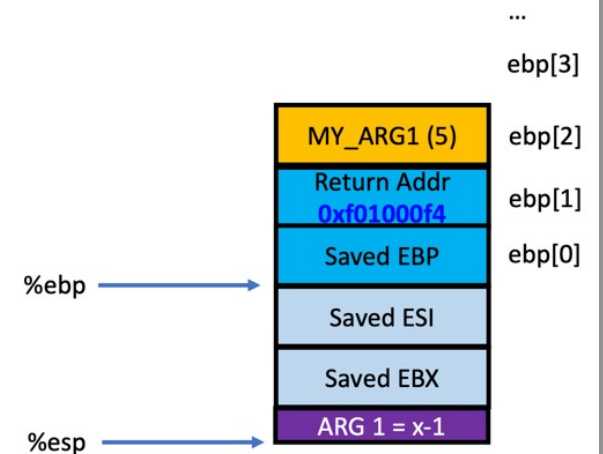 ...
ebp[3]
MY_ARG1 (5)
ebp[2]
Return Addr
0xf01000f4
ebp[1]
Saved EBP
ebp[0]
%ebp
Saved ESI
Saved EBX
ARG 1 = x-1
%esp